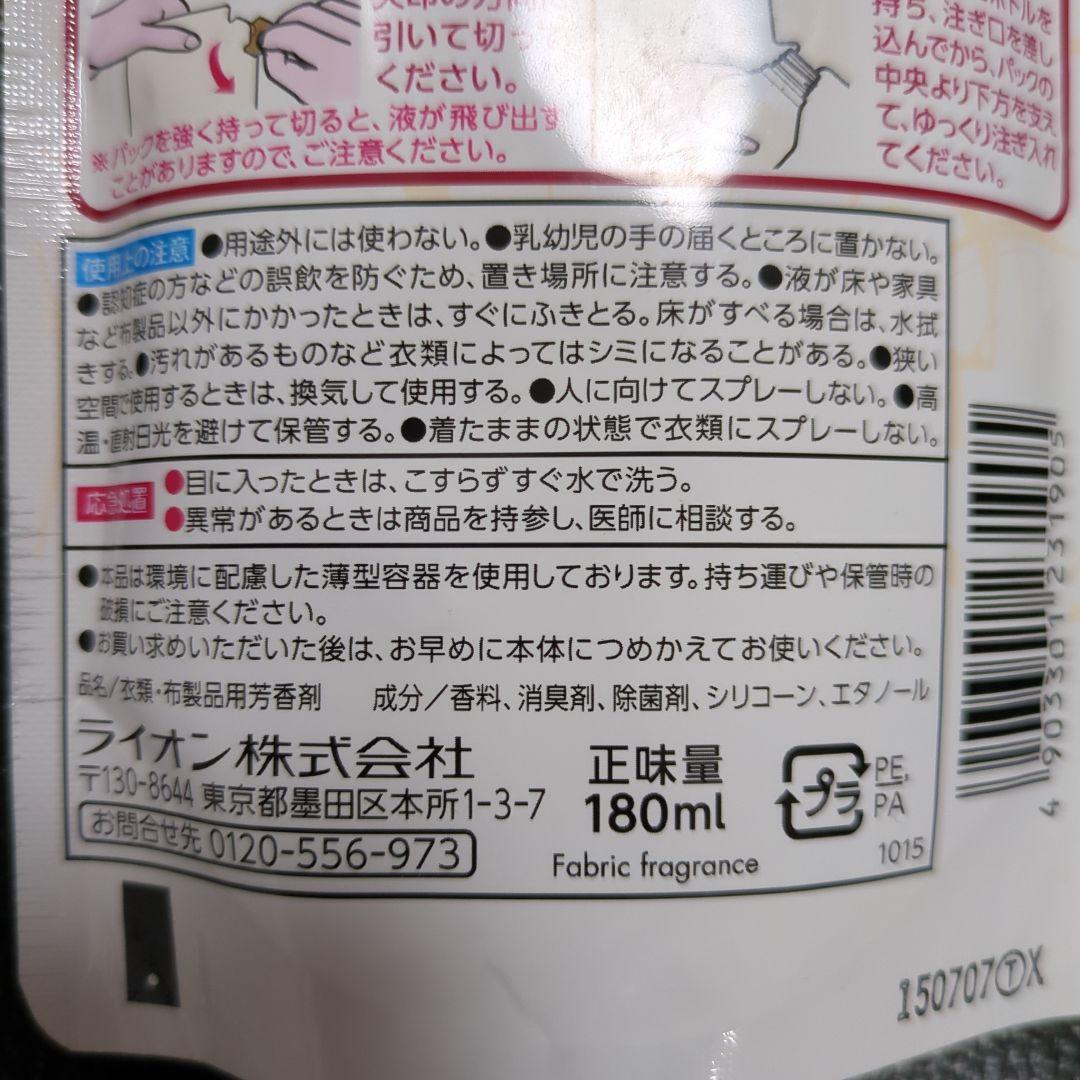 引いて切っ
ください。
※パックを強く持って切ると、液が飛び出す
ことがありますので、ご注意ください。
持ち、注ぎ口を差し
込んでから、パックの
中央より下方を支え
て、ゆっくり注ぎ入れ
てください。
使用上の注意 ●用途外には使わない。●乳幼児の手の届くところに置かない。
●認知症の方などの誤飲を防ぐため、置き場所に注意する。●液が床や家具
など布製品以外にかかったときは、すぐにふきとる。床がすべる場合は、水拭
きする。●汚れがあるものなど衣類によってはシミになることがある。●狭い
空間で使用するときは、換気して使用する。●人に向けてスプレーしない。●高
温・直射日光を避けて保管する。●着たままの状態で衣類にスプレーしない。
応急処置 ●目に入ったときは、こすらずすぐ水で洗う。
●異常があるときは商品を持参し、医師に相談する。
●本品は環境に配慮した薄型容器を使用しております。持ち運びや保管時の
破損にご注意ください。
●お買い求めいただいた後は、お早めに本体につめかえてお使いください。
品名/衣類・布製品用芳香剤 成分/香料、消臭剤、除菌剤、シリコーン、エタノール
ライオン株式会社
〒130-8644 東京都墨田区本所1-3-7
お問合せ先 0120-556-973
正味量
180ml
Fabric fragrance
プラ
PE,
PA
1015
4 903301 231905
150707ⓉX